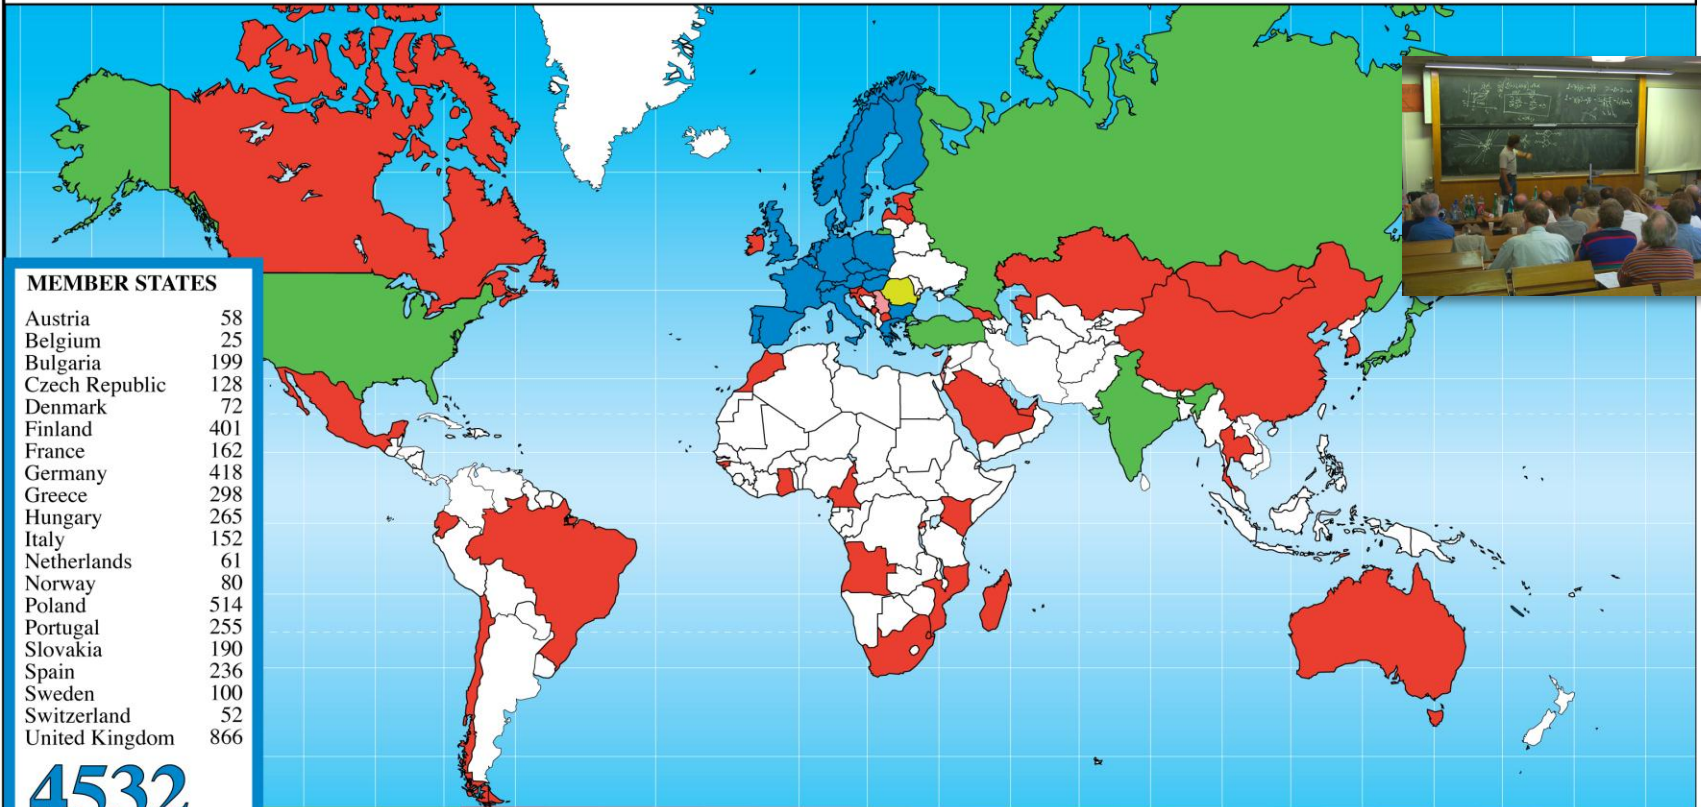 MEMBER STATES
Austria 58
Belgium 25
Bulgaria 199
Czech Republic 128
Denmark 72
Finland 401
France 162
Germany 418
Greece 298
Hungary 265
Italy 152
Netherlands 61
Norway 80
Poland 514
Portugal 255
Slovakia 190
Spain 236
Sweden 100
Switzerland 52
United Kingdom 866
4532